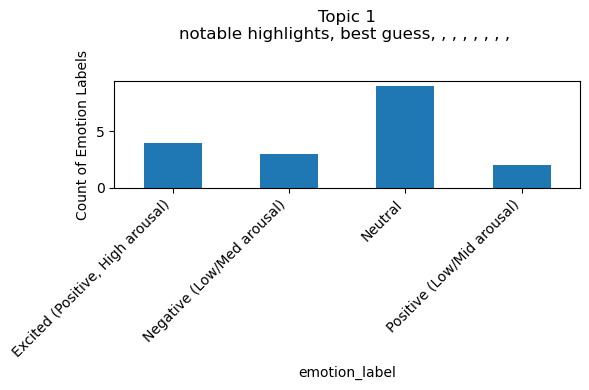 Topic 1
notable highlights, best guess, , , , , , , ,
Count of Emotion Labels
5
0
Excited (Positive, High arousal)
Negative (Low/Med arousal)
Neutral
Positive (Low/Mid arousal)
emotion_label